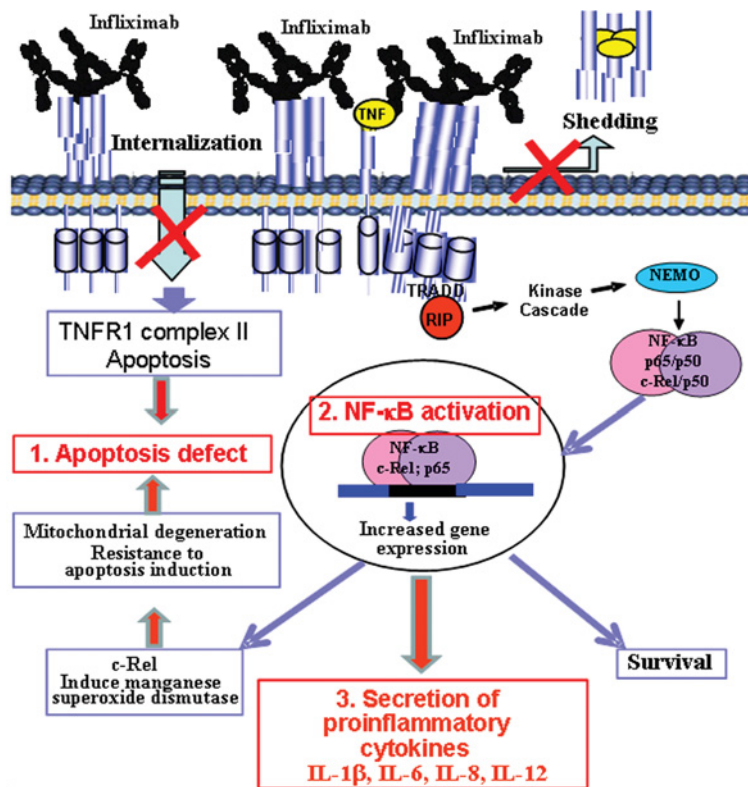 Infliximab
Infliximab
Infliximab
TNF
Shedding
Internalization
TRADD
RIP
Kinase
Cascade
NEMO
NF-κB
p65/p50
c-Rel/p50
TNFR1 complex II
Apoptosis
1. Apoptosis defect
2. NF-κB activation
NF-κB
c-Rel; p65
Increased gene
expression
Mitochondrial degeneration
Resistance to
apoptosis induction
c-Rel
Induce manganese
superoxide dismutase
Survival
3. Secretion of
proinflammatory
cytokines
IL-1β, IL-6, IL-8, IL-12